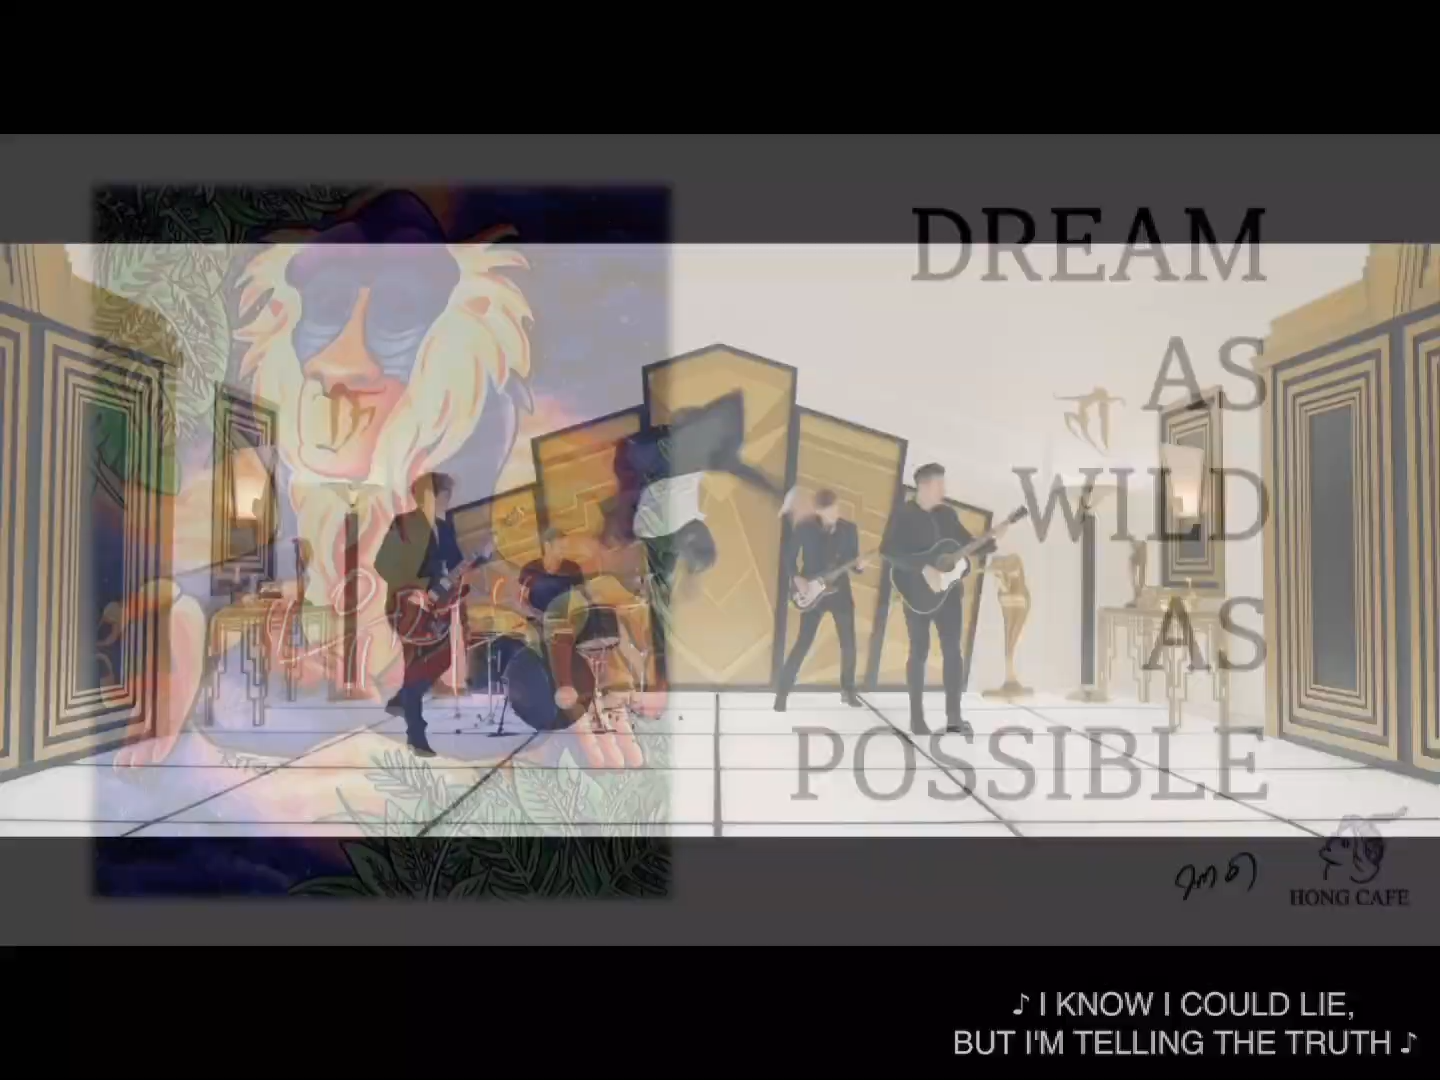 DREAM
AS
WILD
AS
POSSIBLE
HONG CAFE
♪ I KNOW I COULD LIE,
BUT I'M TELLING THE TRUTH ♪